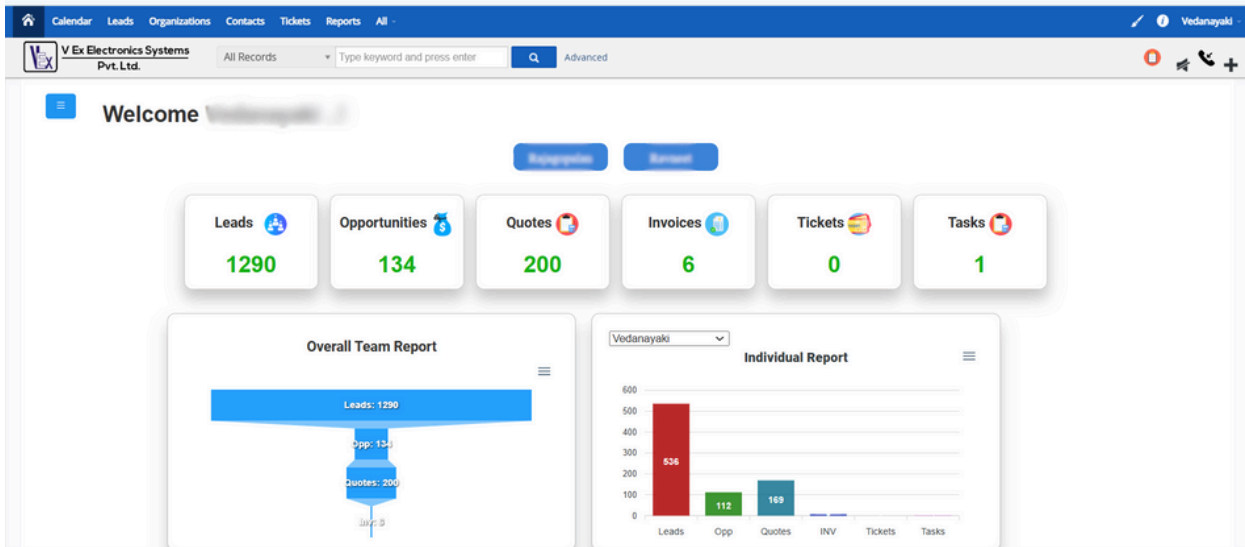 Calendar Leads Organizations Contacts Tickets Reports All Vedanayaki
V Ex Electronics Systems
Pvt. Ltd.
VEX
All Records Type keyword and press enter Advanced
Welcome
Leads Opportunities Quotes Invoices Tickets Tasks
1290 134 200 6 0 1
Overall Team Report
Leads: 1290
Opp: 134
Quotes: 200
Inv: 6
Vedanayaki
Individual Report
600
500
400
300
200
100
0
536
112
169
Leads Opp Quotes INV Tickets Tasks